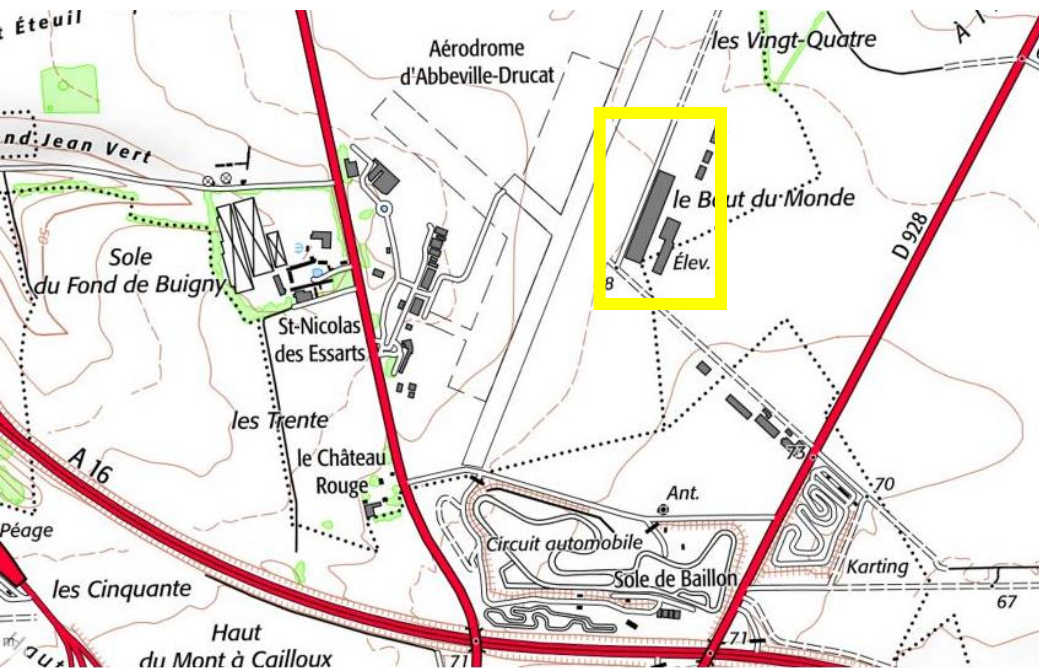 t Éteuil
Aérodrome
d'Abbeville-Drucat
les Vingt-Quatre
nd Jean Vert
le Bout du Monde
D 928
Sole
du Fond de Buigny
50
Élev.
8
St-Nicolas
des Essarts
les Trente
A 16
le Château
Rouge
73
70
Ant.
Péage
Circuit automobile
Karting
Sole de Baillon
les Cinquante
67
Haut
du Mont à Cailloux
71
71
m
aut